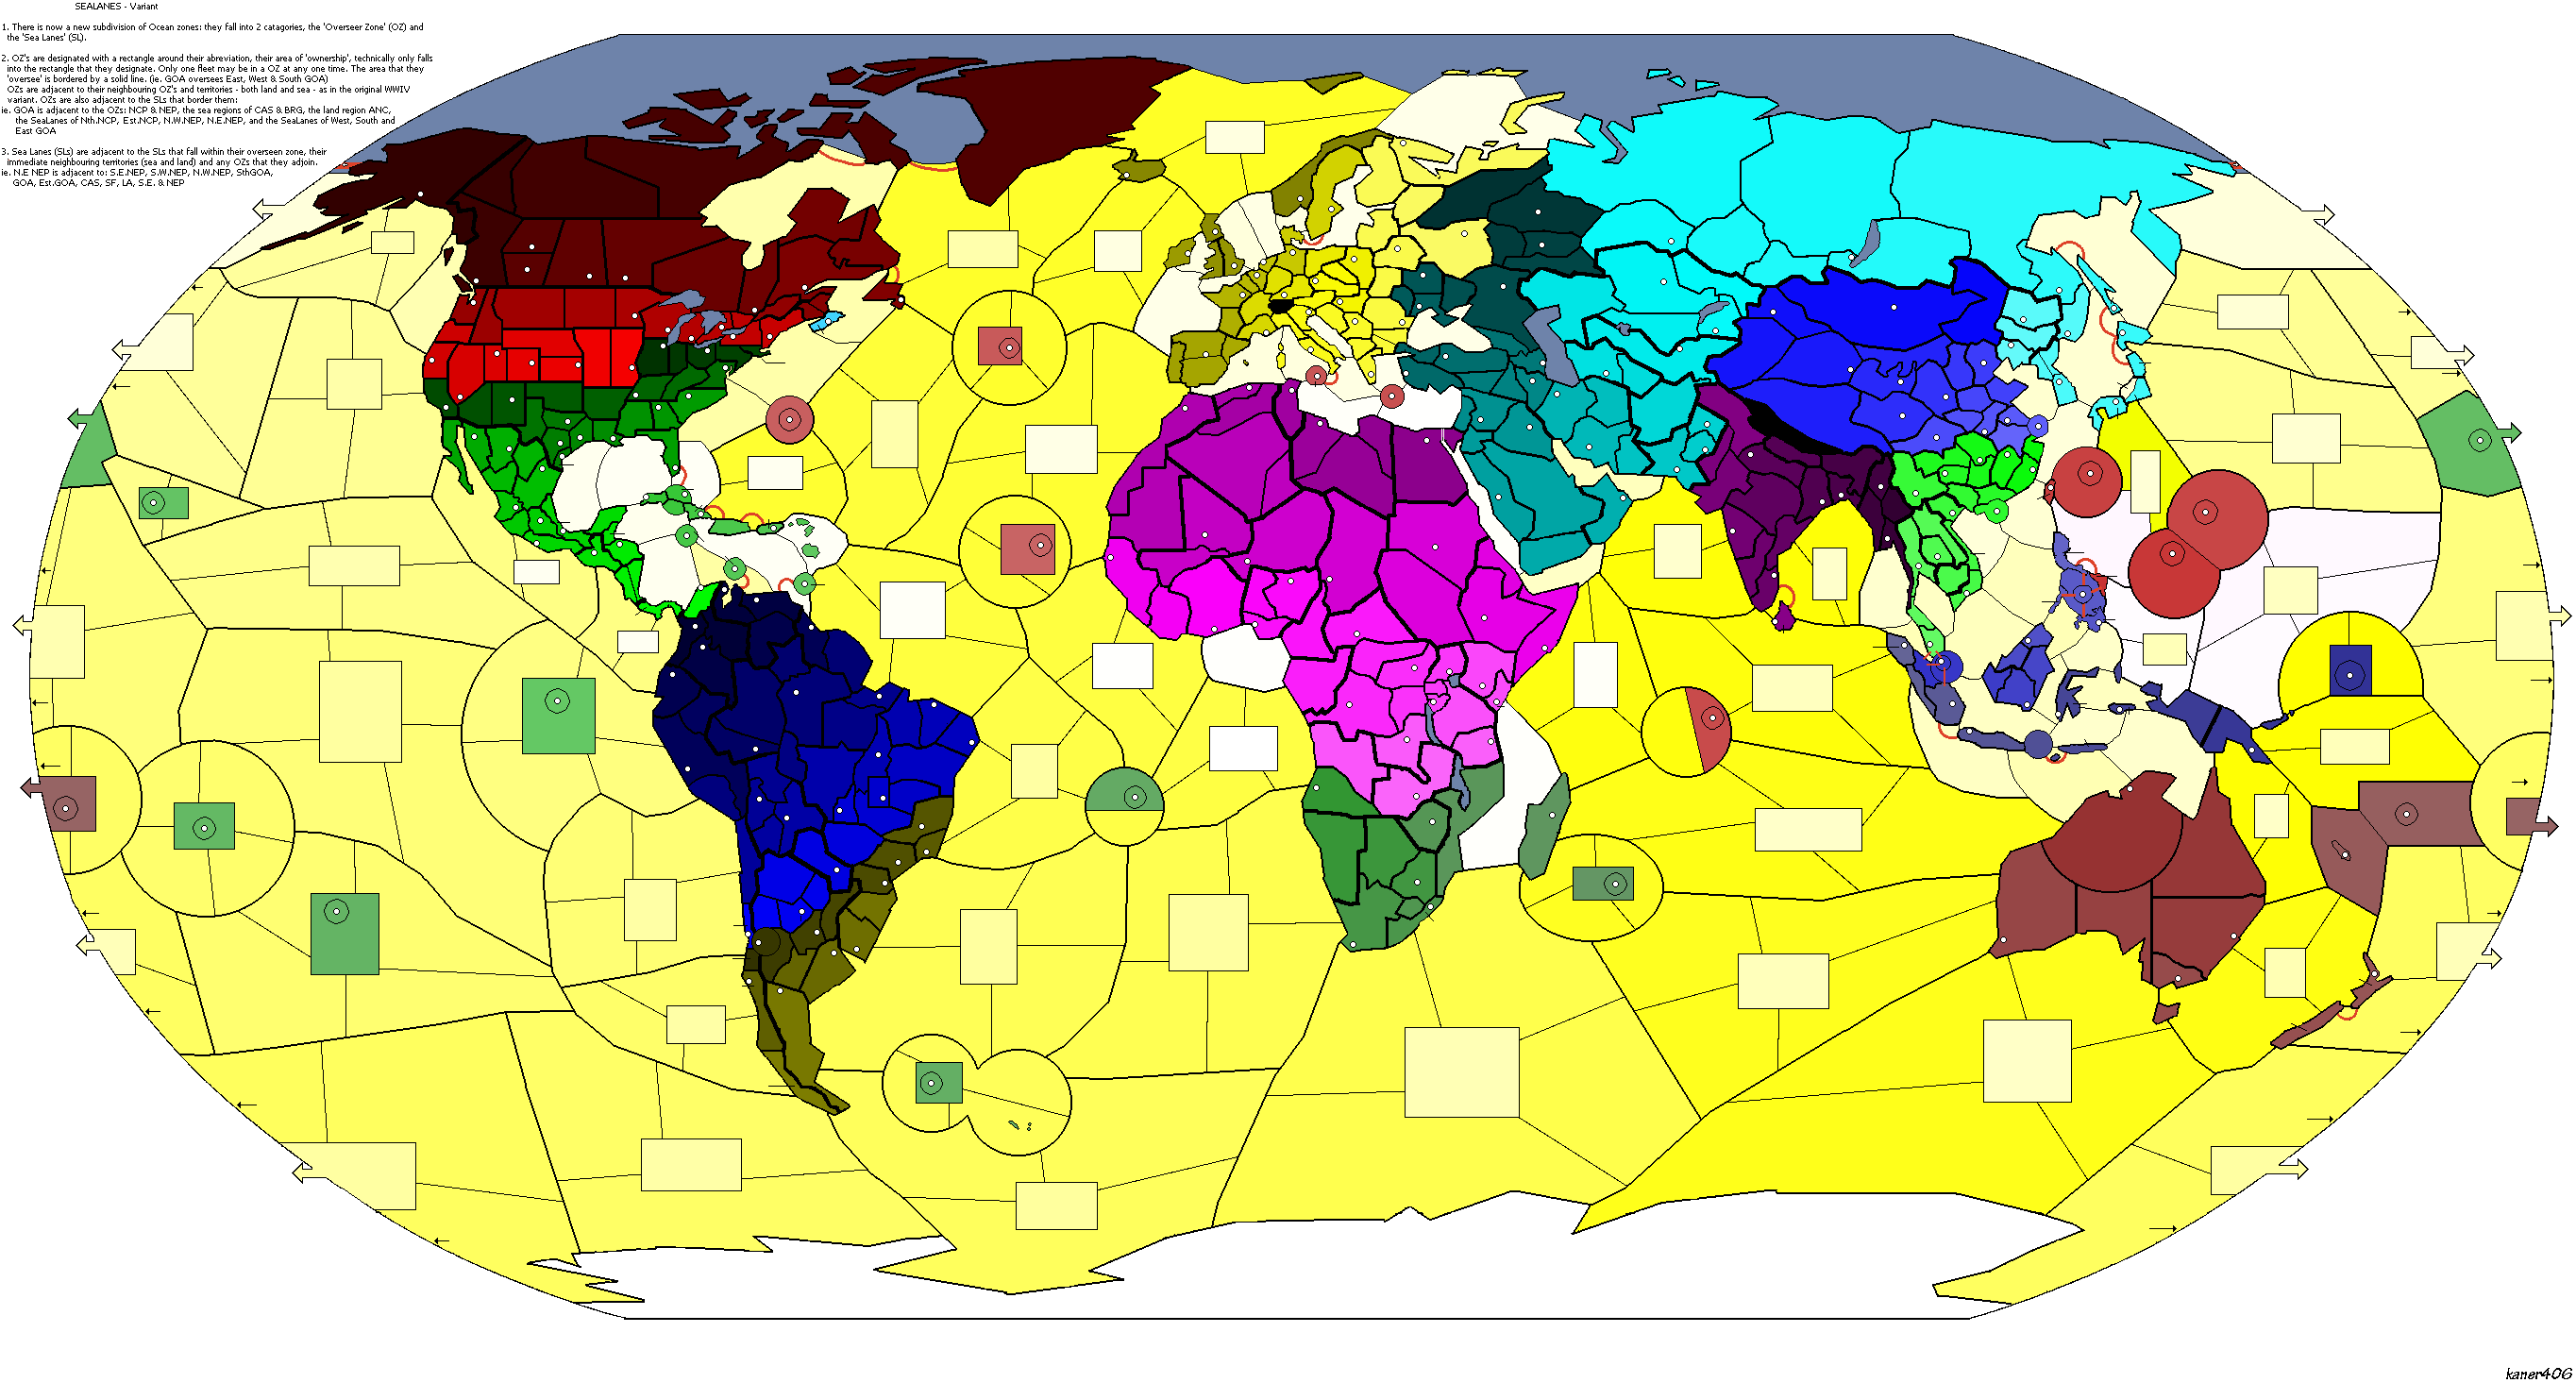 SEALANES - Variant
1. There is now a new subdivision of Ocean zones: they fall into 2 catagories, the 'Overseer Zone' (OZ) and
the 'Sea Lanes' (SL).
2. OZ's are designated with a rectangle around their abreviation, their area of 'ownership', technically only falls
into the rectangle that they designate. Only one fleet may be in a OZ at any one time. The area that they
'oversee' is bordered by a solid line. (ie. GOA oversees East, West & South GOA)
OZs are adjacent to their neighbouring OZ's and territories - both land and sea - as in the original WWIV
variant. OZs are also adjacent to the SLs that border them:
ie. GOA is adjacent to the OZs: NCP & NEP, the sea regions of CAS & BRG, the land region ANC,
the SeaLanes of Nth.NCP, Est.NCP, N.W.NEP, N.E.NEP, and the SeaLanes of West, South and
East GOA
3. Sea Lanes (SLs) are adjacent to the SLs that fall within their overseen zone, their
immediate neighbouring territories (sea and land) and any OZs that they adjoin.
ie. N.E NEP is adjacent to: S.E.NEP, S.W.NEP, N.W.NEP, SthGOA,
GOA, Est.GOA, CAS, SF, LA, S.E. & NEP
kaner406